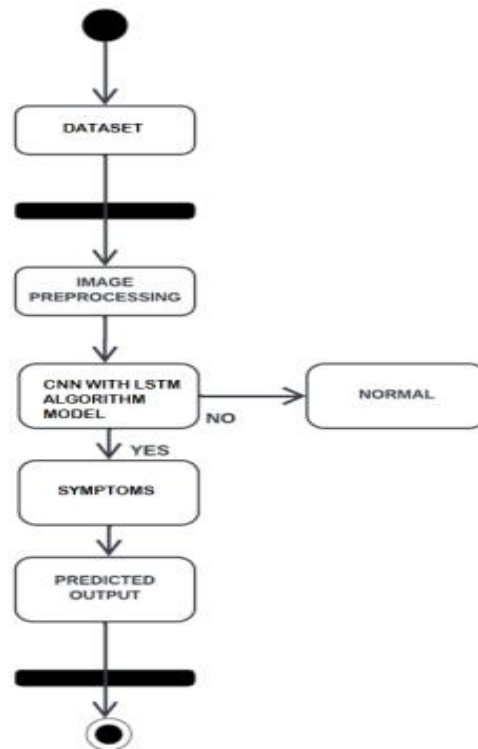 DATASET
IMAGE
PREPROCESSING
CNN WITH LSTM
ALGORITHM
MODEL
NORMAL
NO
YES
SYMPTOMS
PREDICTED
OUTPUT